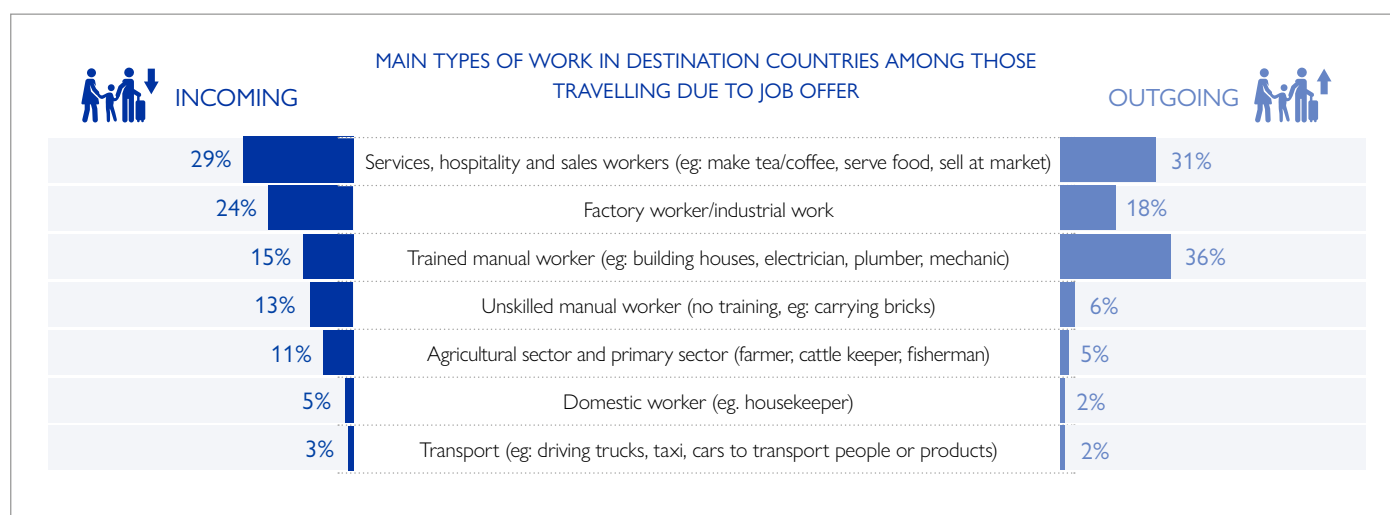 MAIN TYPES OF WORK IN DESTINATION COUNTRIES AMONG THOSE
TRAVELLING DUE TO JOB OFFER
INCOMING
OUTGOING
29% Services, hospitality and sales workers (eg: make tea/coffee, serve food, sell at market) 31%
24% Factory worker/industrial work 18%
15% Trained manual worker (eg: building houses, electrician, plumber, mechanic) 36%
13% Unskilled manual worker (no training, eg: carrying bricks) 6%
11% Agricultural sector and primary sector (farmer, cattle keeper, fisherman) 5%
5% Domestic worker (eg. housekeeper) 2%
3% Transport (eg: driving trucks, taxi, cars to transport people or products) 2%